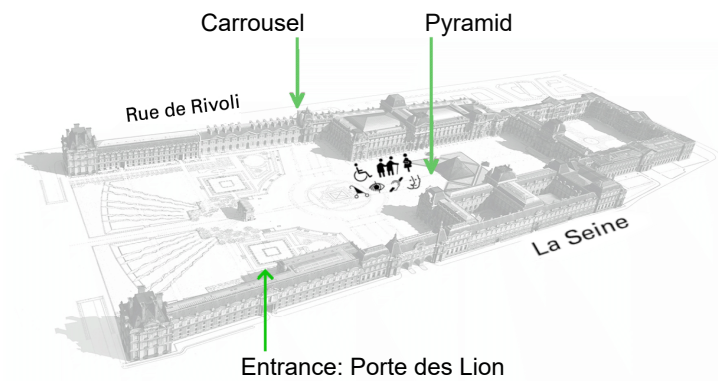 Carrousel
Pyramid
Rue de Rivoli
La Seine
Entrance: Porte des Lion